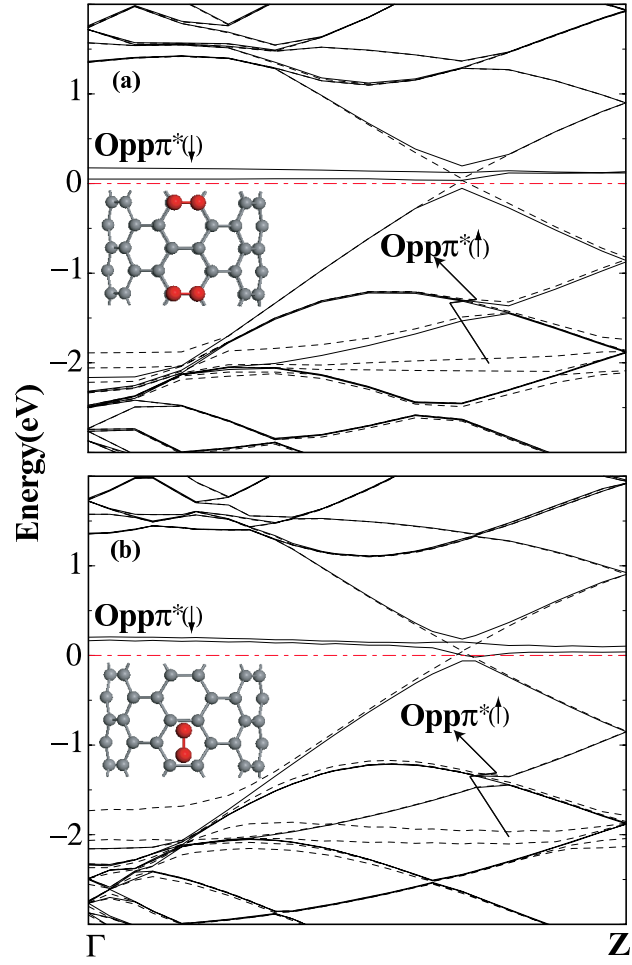 (a)
1
Oppπ*(↓)
0
Oppπ*(↑)
−1
−2
Energy(eV)
(b)
1
Oppπ*(↓)
0
Oppπ*(↑)
−1
−2
Γ Z